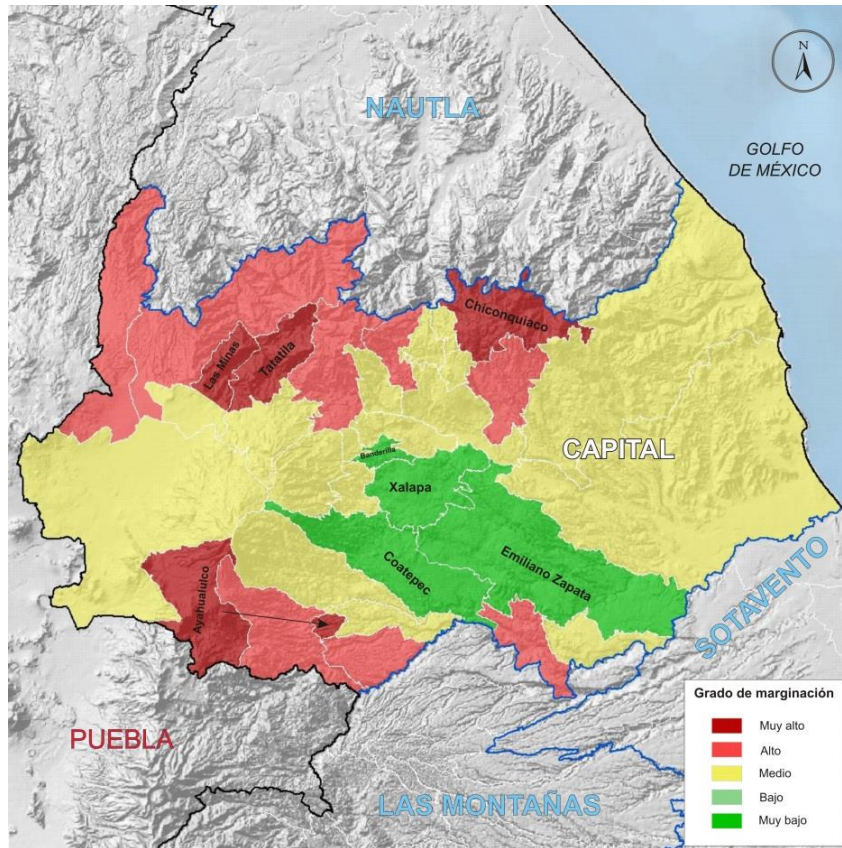 NAUTLA
N
GOLFO
DE MÉXICO
Chiconquiaco
Las Minas
Tatatila
CAPITAL
Banderilla
Xalapa
Coatepec
Emiliano Zapata
Ayahualulco
SOTAVENTO
PUEBLA
LAS MONTAÑAS
Grado de marginación
Muy alto
Alto
Medio
Bajo
Muy bajo